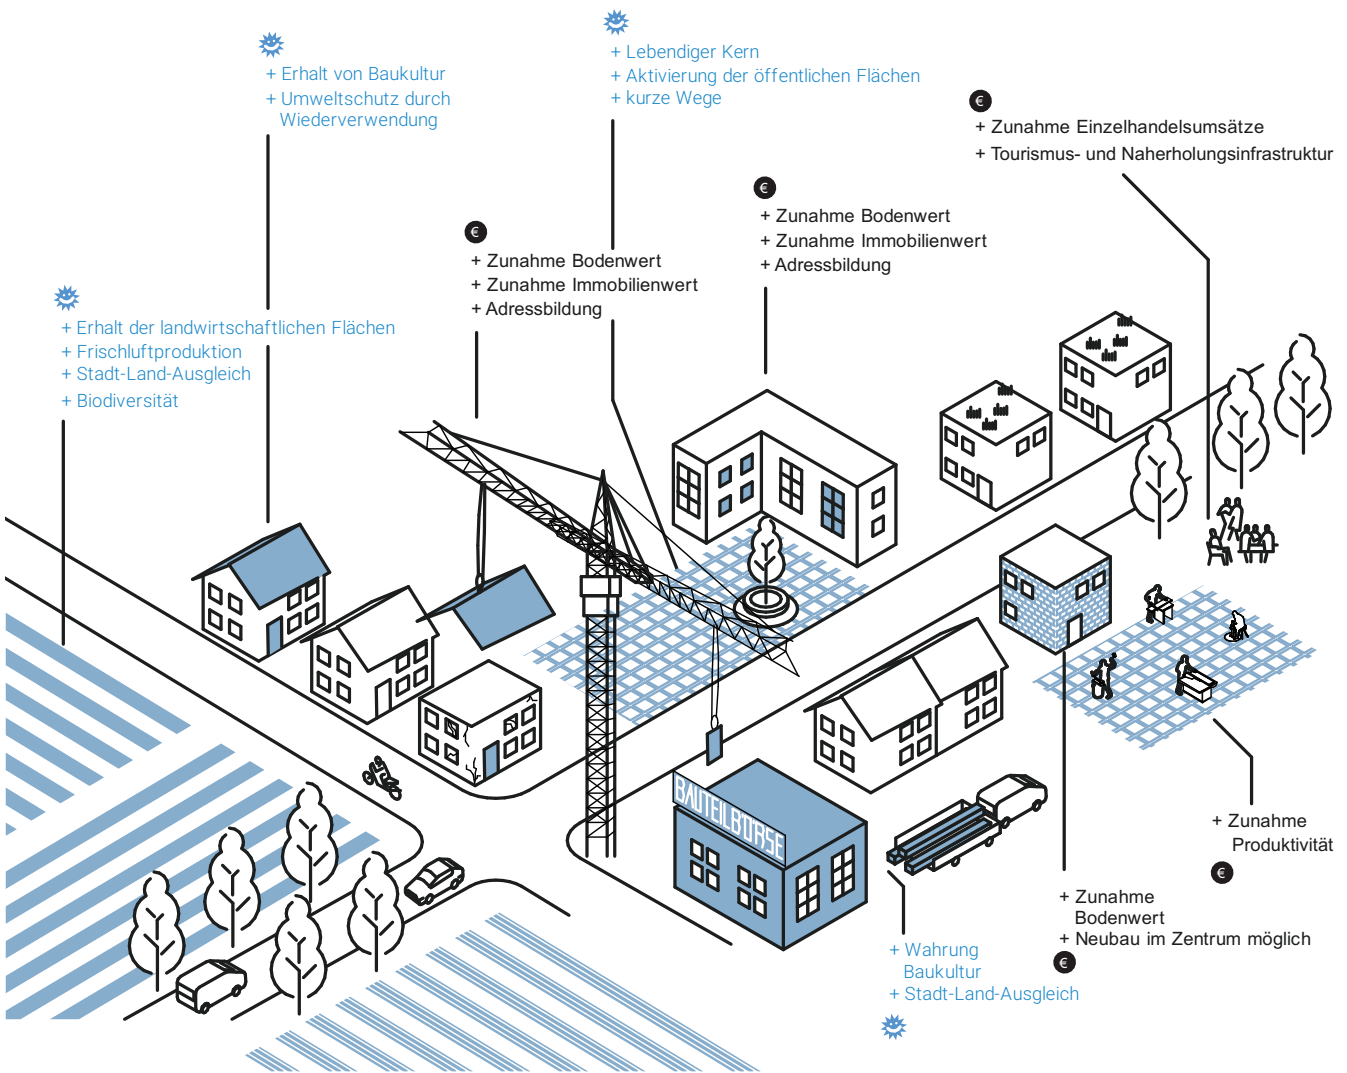 + Lebendiger Kern
+ Aktivierung der öffentlichen Flächen
+ kurze Wege
+ Erhalt von Baukultur
+ Umweltschutz durch
Wiederverwendung
€
+ Zunahme Einzelhandelsumsätze
+ Tourismus- und Naherholungsinfrastruktur
€
+ Zunahme Bodenwert
+ Zunahme Immobilienwert
+ Adressbildung
€
+ Zunahme Bodenwert
+ Zunahme Immobilienwert
+ Adressbildung
+ Erhalt der landwirtschaftlichen Flächen
+ Frischluftproduktion
+ Stadt-Land-Ausgleich
+ Biodiversität
BAUTEILBÖRSE
+ Zunahme
Produktivität
€
+ Zunahme
Bodenwert
+ Neubau im Zentrum möglich
€
+ Wahrung
Baukultur
+ Stadt-Land-Ausgleich